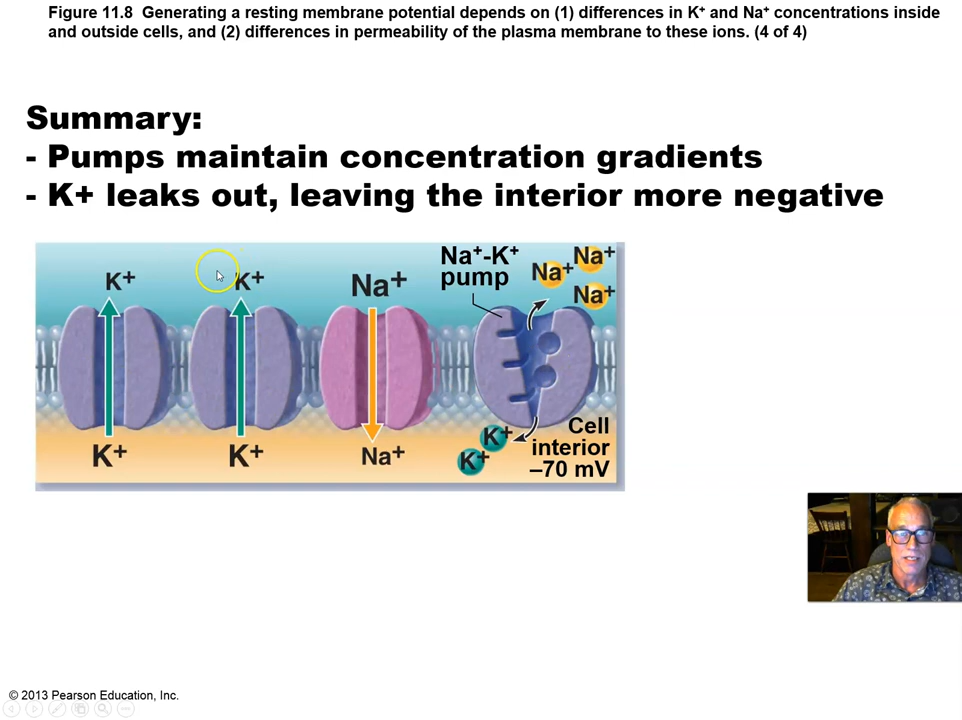 Figure 11.8 Generating a resting membrane potential depends on (1) differences in K⁺ and Na⁺ concentrations inside
and outside cells, and (2) differences in permeability of the plasma membrane to these ions. (4 of 4)
Summary:
- Pumps maintain concentration gradients
- K+ leaks out, leaving the interior more negative
K+
K+
Na+
Na+-K+
pump
Na+
Na+
Na+
K+
K+
Na+
K+
K+
Cell
interior
–70 mV
© 2013 Pearson Education, Inc.